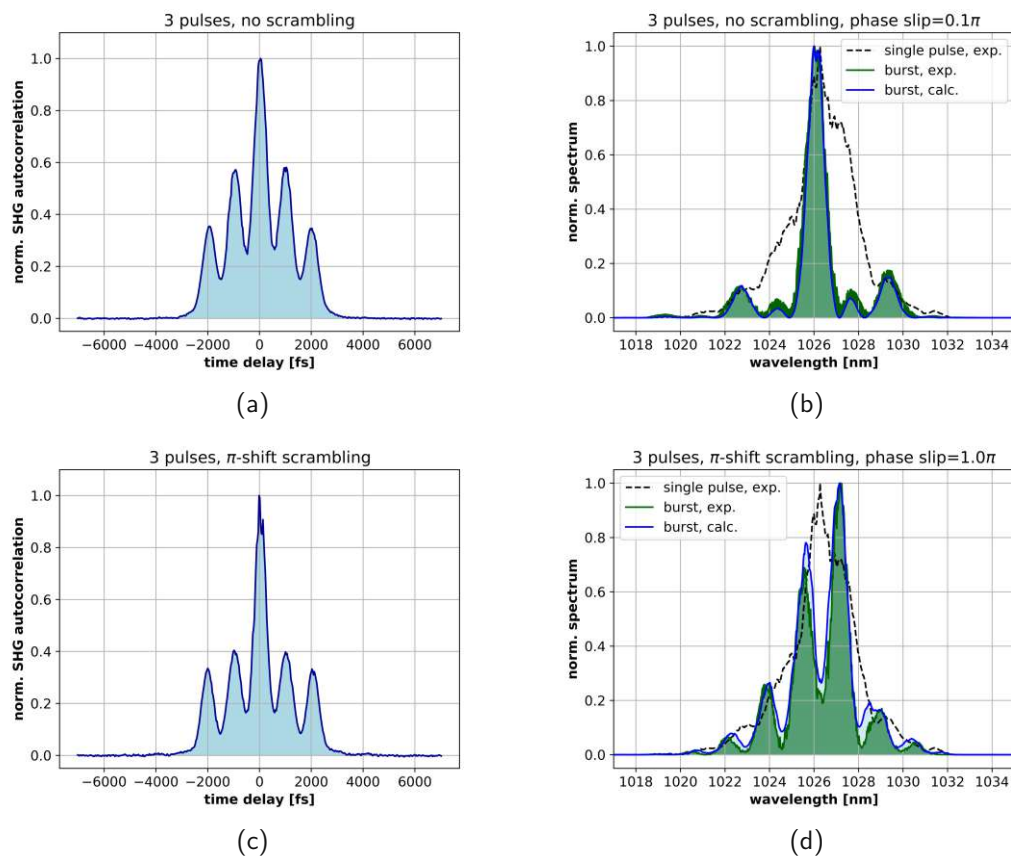 3 pulses, no scrambling
norm. SHG autocorrelation
1.0
0.8
0.6
0.4
0.2
0.0
−6000 −4000 −2000 0 2000 4000 6000
time delay [fs]
(a)
3 pulses, no scrambling, phase slip=0.1π
norm. spectrum
1.0
0.8
0.6
0.4
0.2
0.0
single pulse, exp.
burst, exp.
burst, calc.
1018 1020 1022 1024 1026 1028 1030 1032 1034
wavelength [nm]
(b)
3 pulses, π-shift scrambling
norm. SHG autocorrelation
1.0
0.8
0.6
0.4
0.2
0.0
−6000 −4000 −2000 0 2000 4000 6000
time delay [fs]
(c)
3 pulses, π-shift scrambling, phase slip=1.0π
norm. spectrum
1.0
0.8
0.6
0.4
0.2
0.0
single pulse, exp.
burst, exp.
burst, calc.
1018 1020 1022 1024 1026 1028 1030 1032 1034
wavelength [nm]
(d)